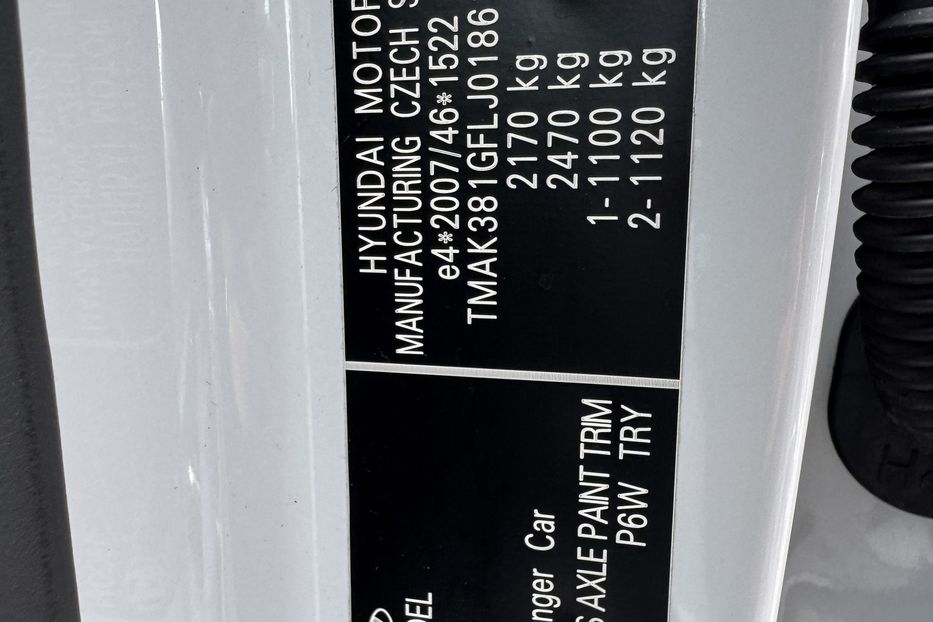 HYUNDAI MOTOR
MANUFACTURING CZECH S
e4*2007/46*1522
TMAK381GFLJ0186
2170 kg
2470 kg
1- 1100 kg
2- 1120 kg
DEL
nger Car
S AXLE PAINT TRIM
P6W TRY